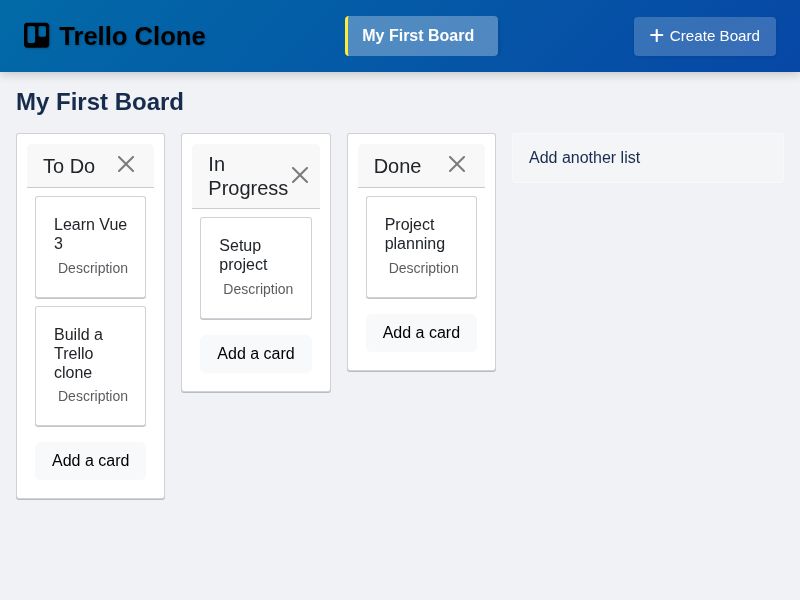 Trello Clone
My First Board
+ Create Board
My First Board
To Do
Learn Vue
3
Description
Build a
Trello
clone
Description
Add a card
In
Progress
Setup
project
Description
Add a card
Done
Project
planning
Description
Add a card
Add another list